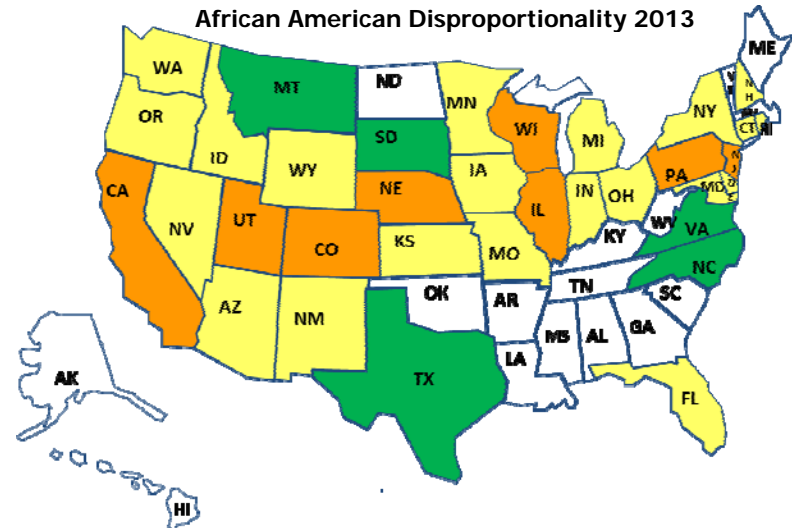 African American Disproportionality 2013
ME
WA
MT
ND
MN
N
H
NY
OR
ID
SD
WI
MI
CT
RI
WY
IA
PA
N
J
CA
NE
IL
IN
OH
MD
D
E
NV
UT
CO
KS
MO
KY
WV
VA
NC
AZ
NM
OK
AR
TN
SC
MS
AL
GA
LA
TX
AK
FL
HI